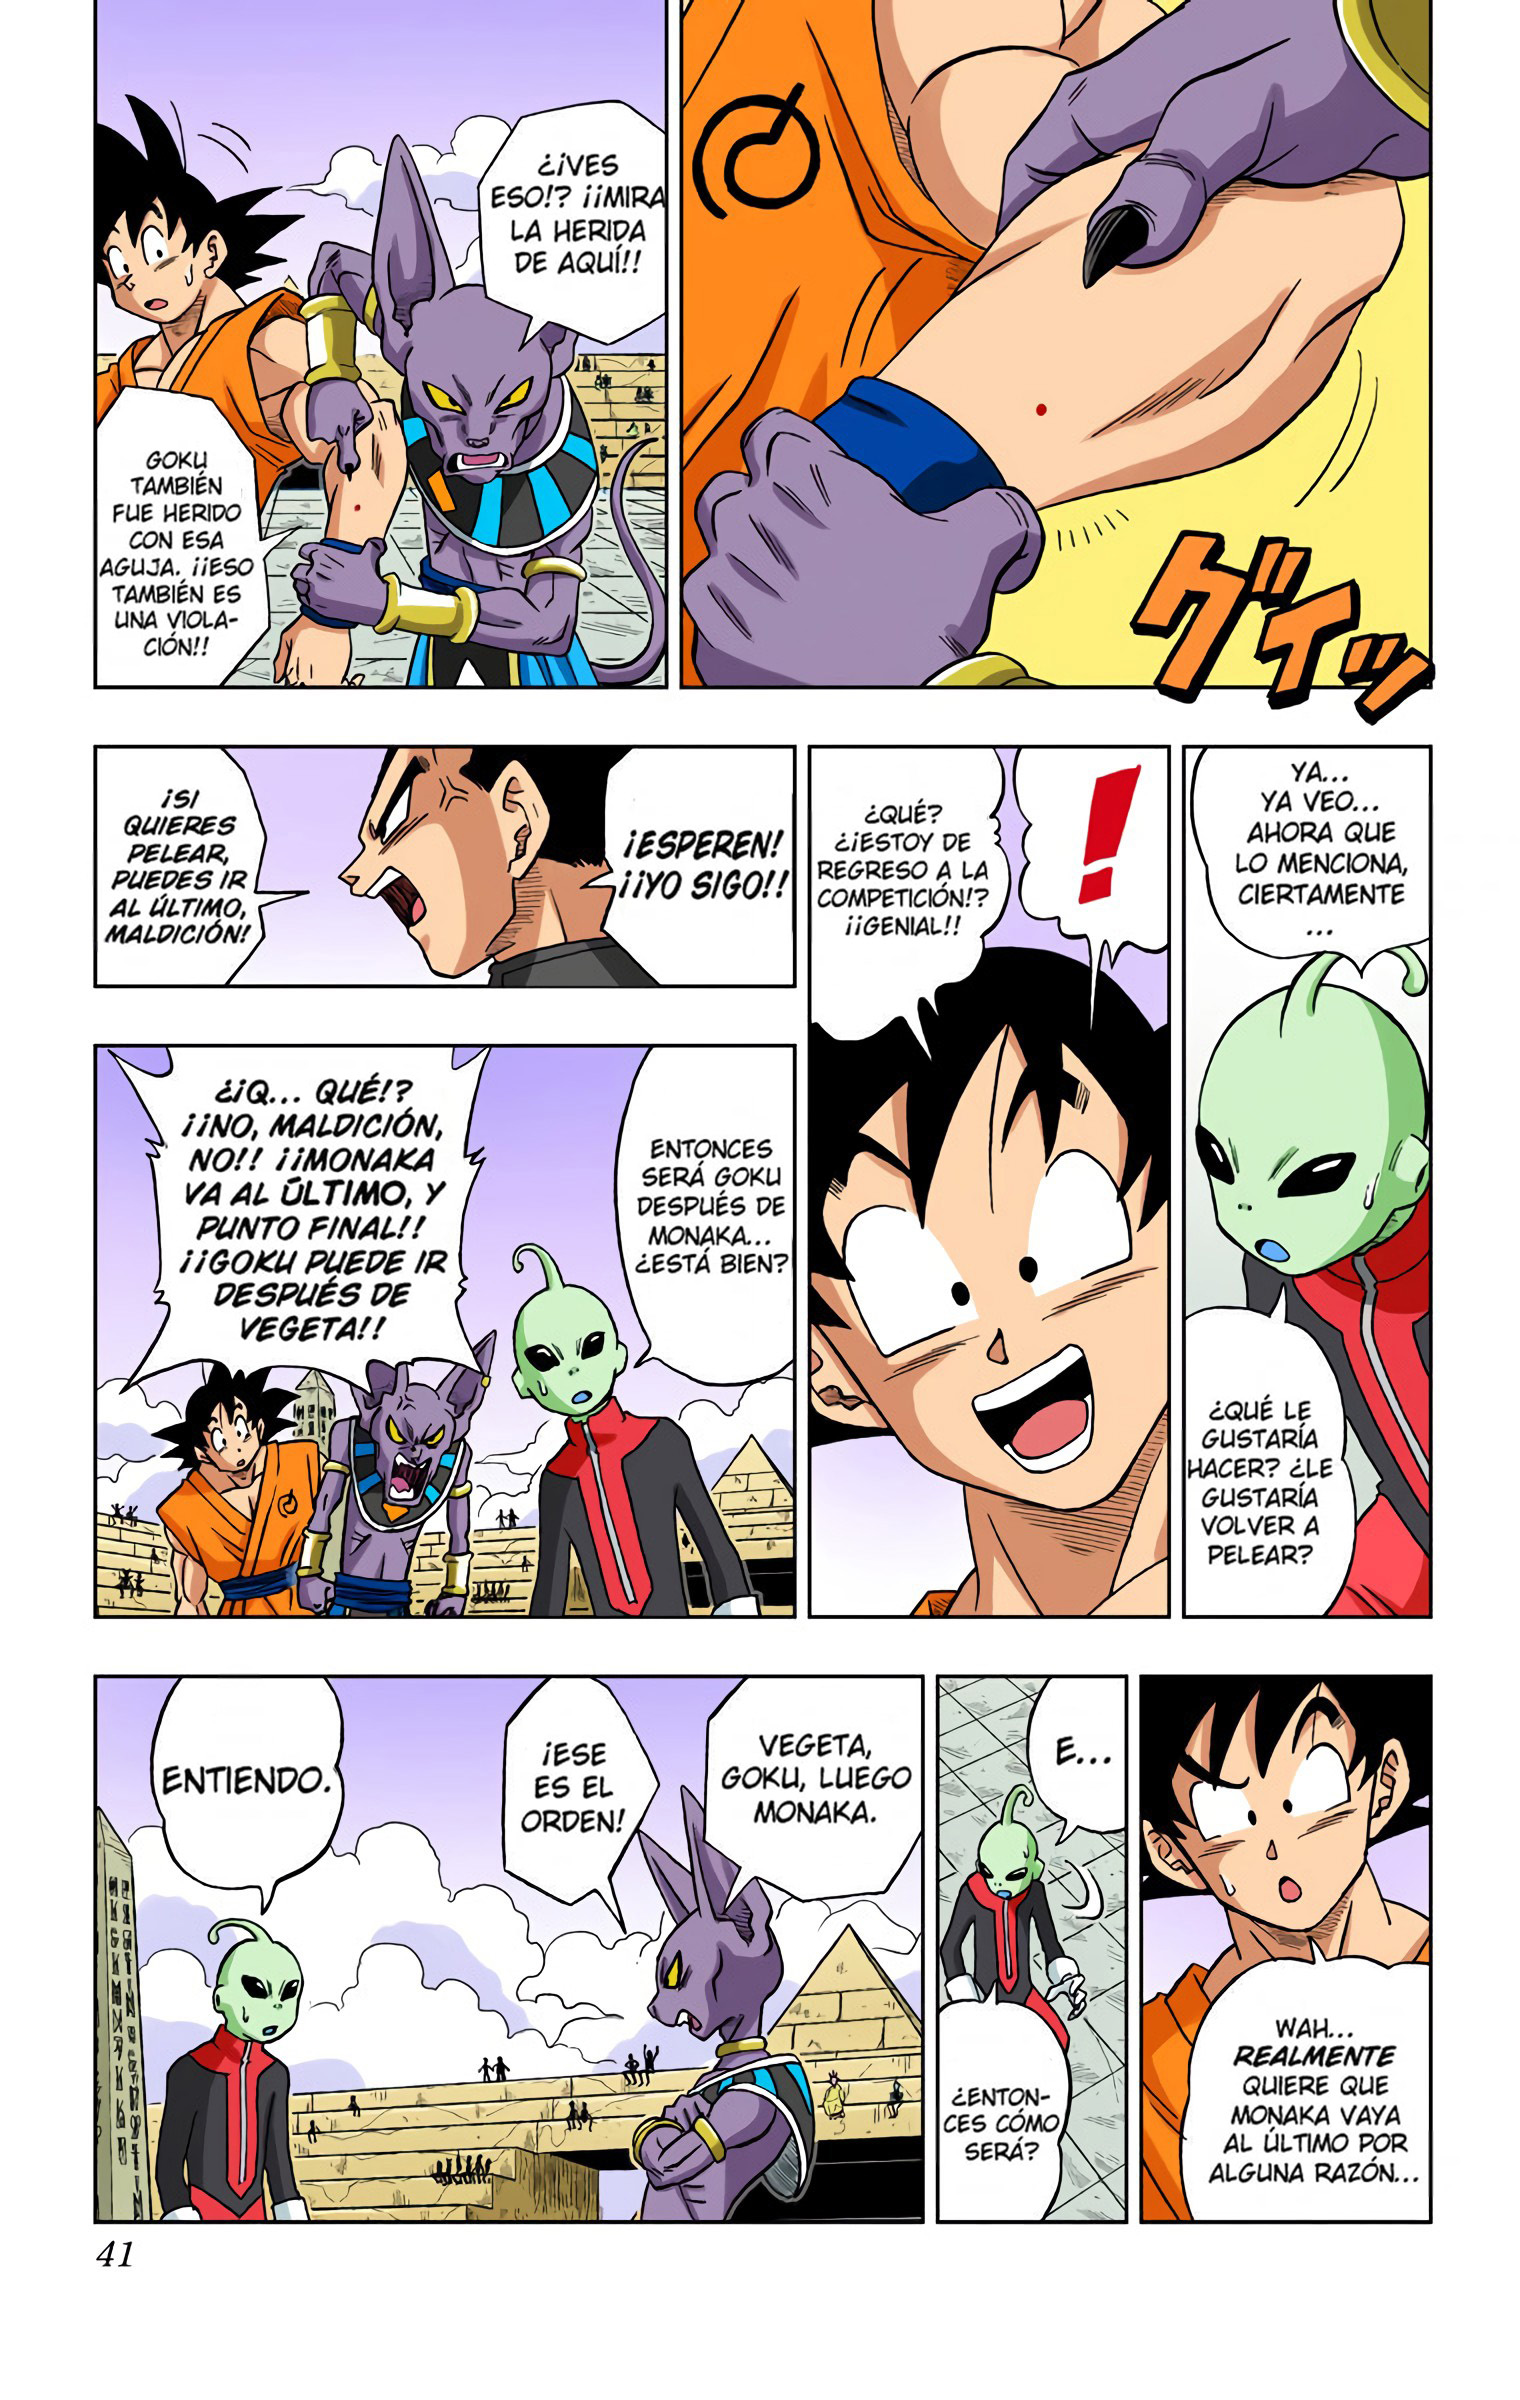 グイッ
¿¡VES
ESO!? ¡¡MIRA
LA HERIDA
DE AQUÍ!!
GOKU
TAMBIÉN
FUE HERIDO
CON ESA
AGUJA. ¡¡ESO
TAMBIÉN ES
UNA VIOLA-
CIÓN!!
YA...
YA VEO...
AHORA QUE
LO MENCIONA,
CIERTAMENTE
...
¿QUÉ LE
GUSTARÍA
HACER? ¿LE
GUSTARÍA
VOLVER A
PELEAR?
!
¿QUÉ?
¿¡ESTOY DE
REGRESO A LA
COMPETICIÓN!?
¡¡GENIAL!!
¡ESPEREN!
¡¡YO SIGO!!
¡SI
QUIERES
PELEAR,
PUEDES IR
AL ÚLTIMO,
MALDICIÓN!
ENTONCES
SERÁ GOKU
DESPUÉS DE
MONAKA...
¿ESTÁ BIEN?
¿¡Q... QUÉ!?
¡¡NO, MALDICIÓN,
NO!! ¡¡MONAKA
VA AL ÚLTIMO, Y
PUNTO FINAL!!
¡¡GOKU PUEDE IR
DESPUÉS DE
VEGETA!!
WAH...
REALMENTE
QUIERE QUE
MONAKA VAYA
AL ÚLTIMO POR
ALGUNA RAZÓN...
E...
¿ENTON-
CES CÓMO
SERÁ?
VEGETA,
GOKU, LUEGO
MONAKA.
¡ESE
ES EL
ORDEN!
ENTIENDO.
41